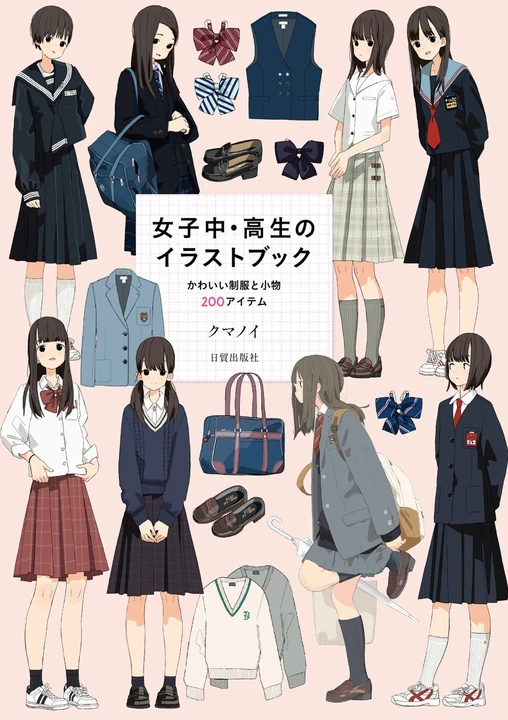 女子中・高生の
イラストブック
かわいい制服と小物
200アイテム
クマノイ
日貿出版社